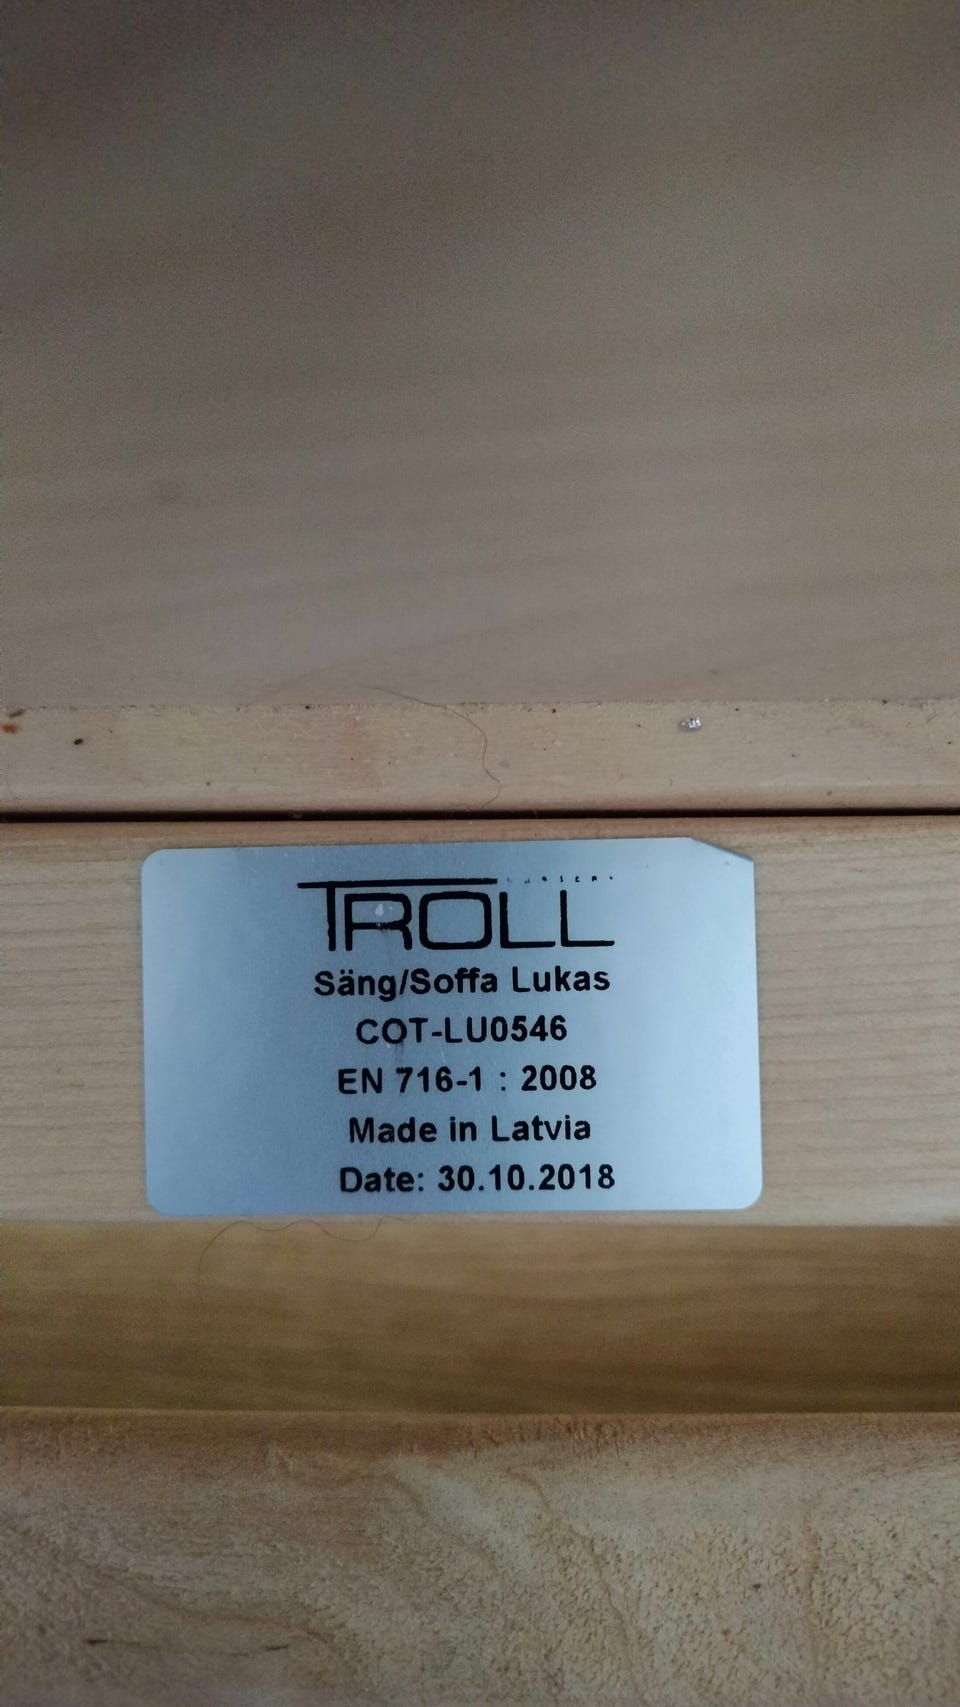 TROLL
Säng/Soffa Lukas
COT-LU0546
EN 716-1 : 2008
Made in Latvia
Date: 30.10.2018